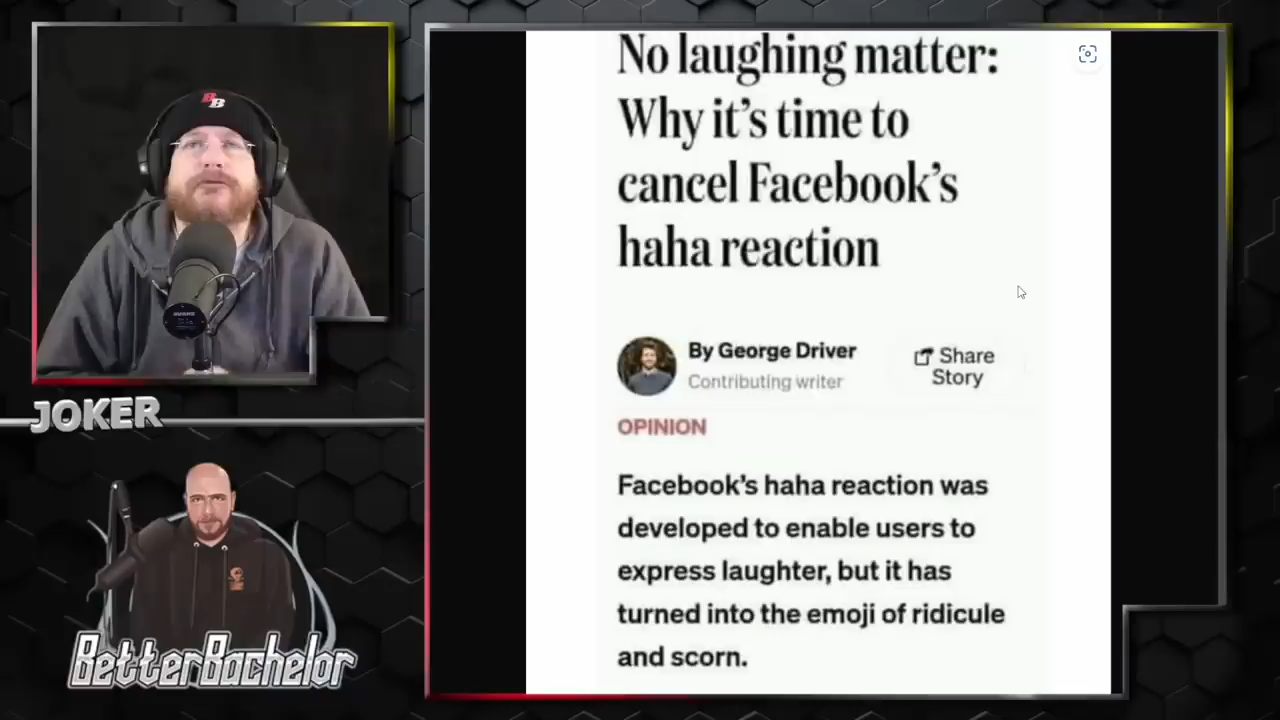 BB
No laughing matter:
Why it's time to
cancel Facebook's
haha reaction
By George Driver
Contributing writer
Share
Story
OPINION
Facebook's haha reaction was
developed to enable users to
express laughter, but it has
turned into the emoji of ridicule
and scorn.
JOKER
BetterBachelor